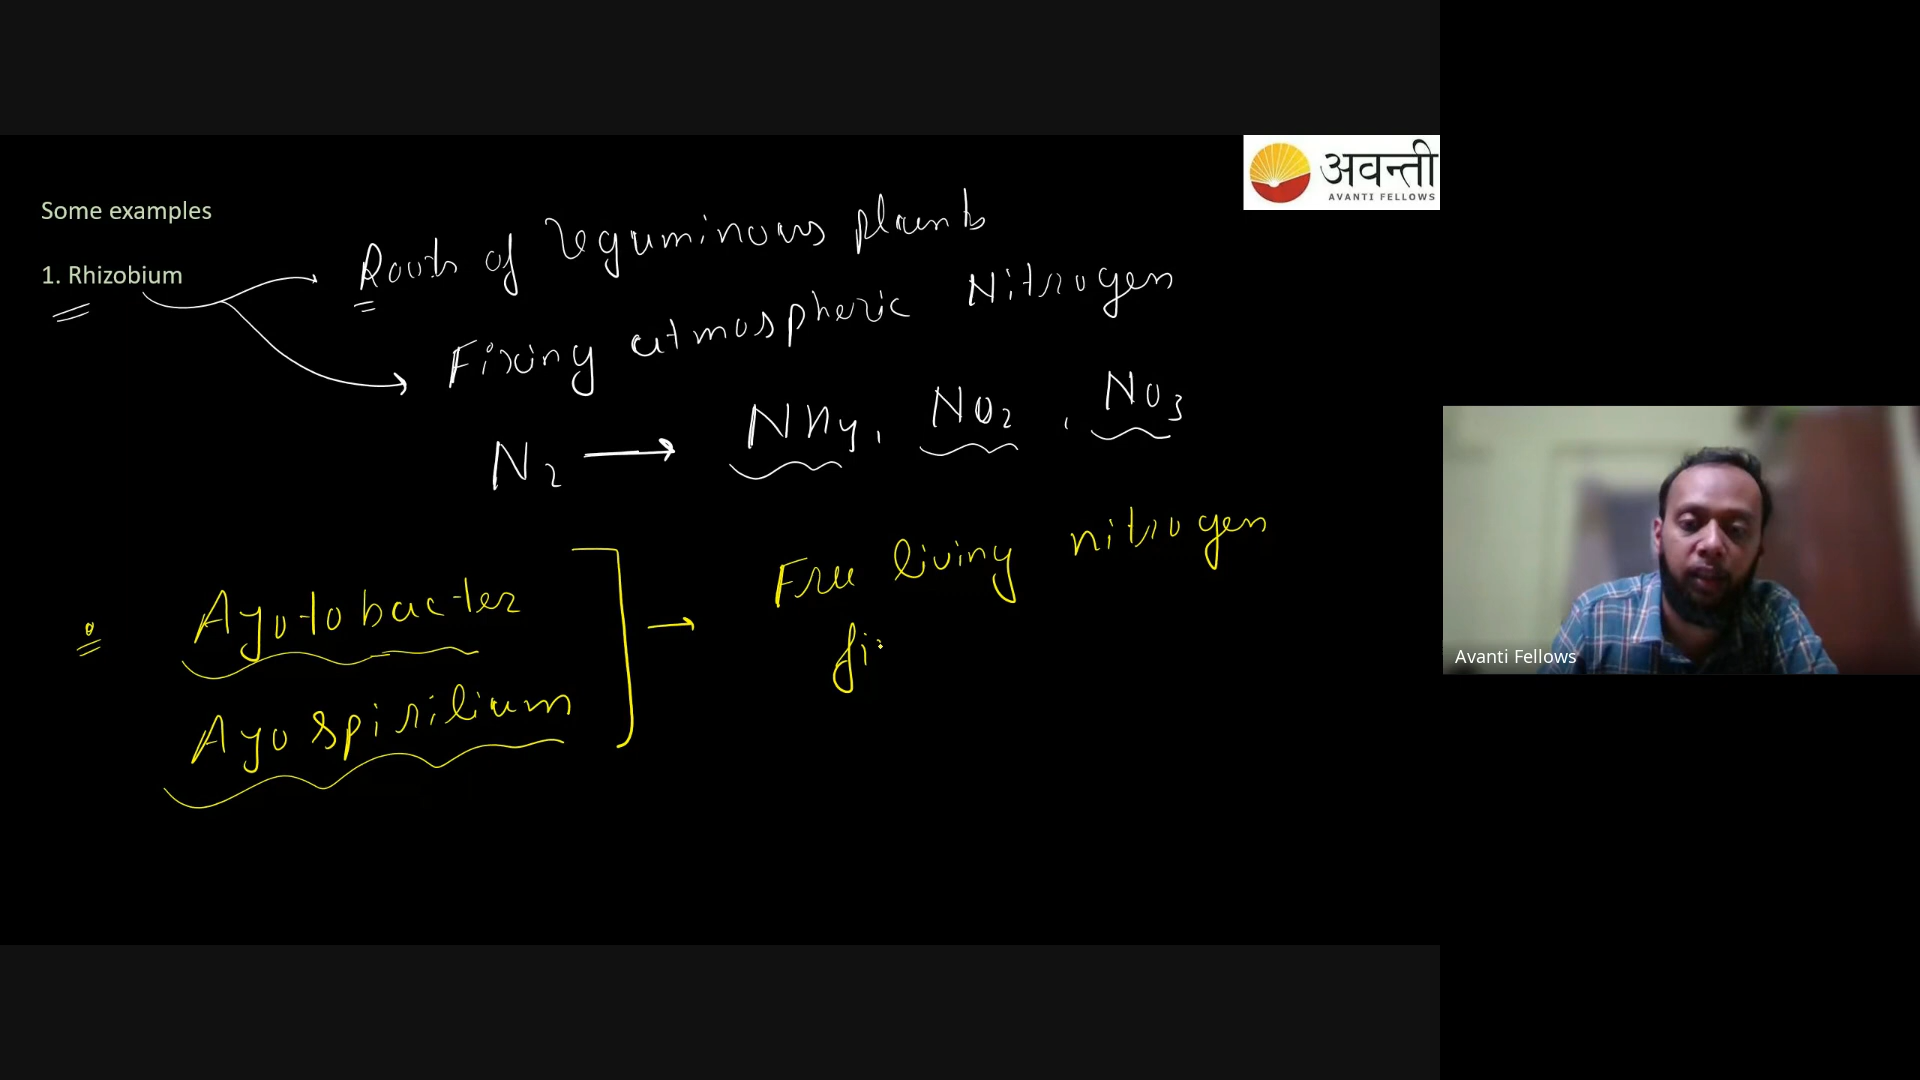 अवन्ती
AVANTI FELLOWS
Some examples
1. Rhizobium
Roots of leguminous plants
Fixing atmospheric Nitrogen
N2 → NH4, NO2, NO3
Azotobacter
Azospirilium
→ Free living nitrogen
fi
Avanti Fellows